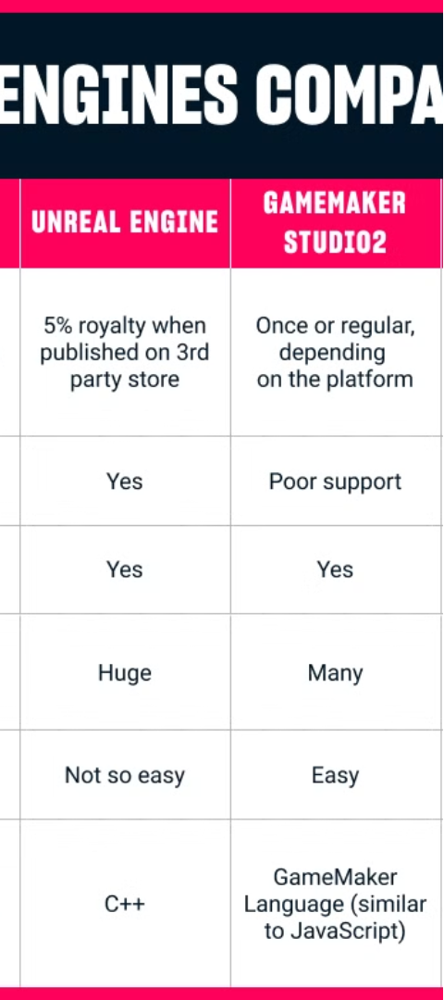 ENGINES COMPA
UNREAL ENGINE
GAMEMAKER
STUDIO2
5% royalty when
published on 3rd
party store
Once or regular,
depending
on the platform
Yes
Poor support
Yes
Yes
Huge
Many
Not so easy
Easy
C++
GameMaker
Language (similar
to JavaScript)